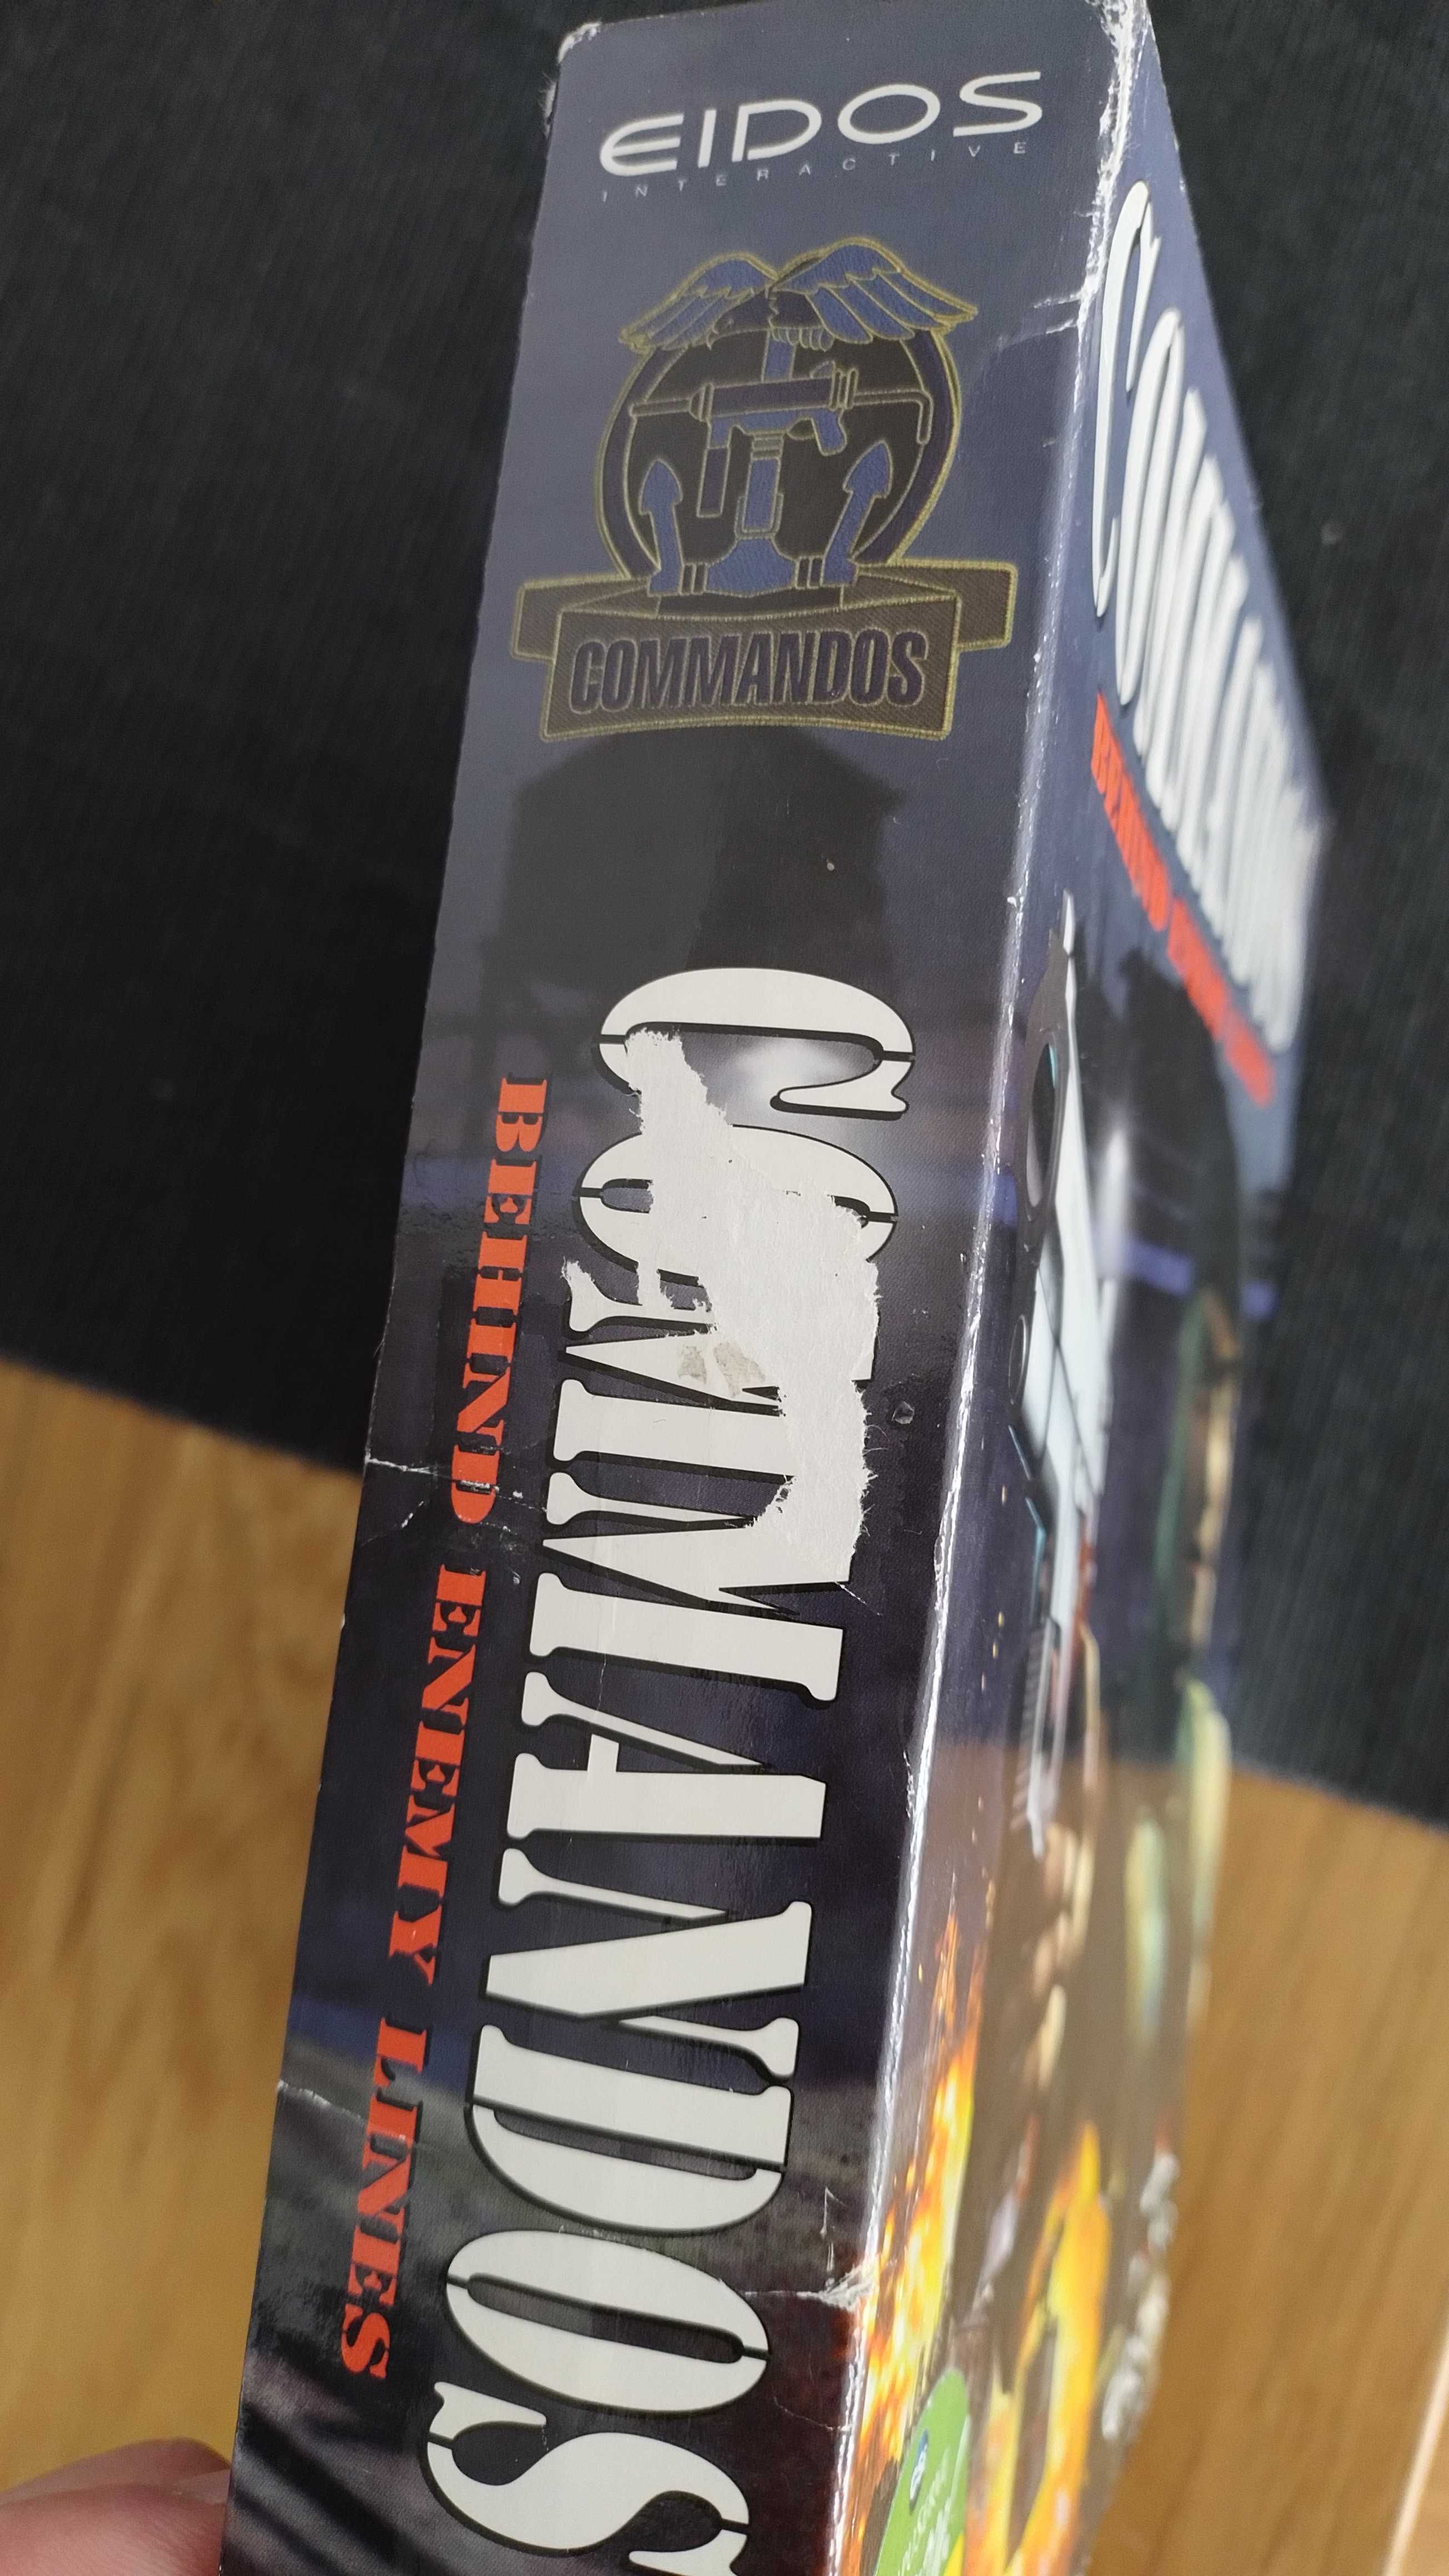 EIDOS
INTERACTIVE
COMMANDOS
COMMANDOS
BEHIND ENEMY LINES